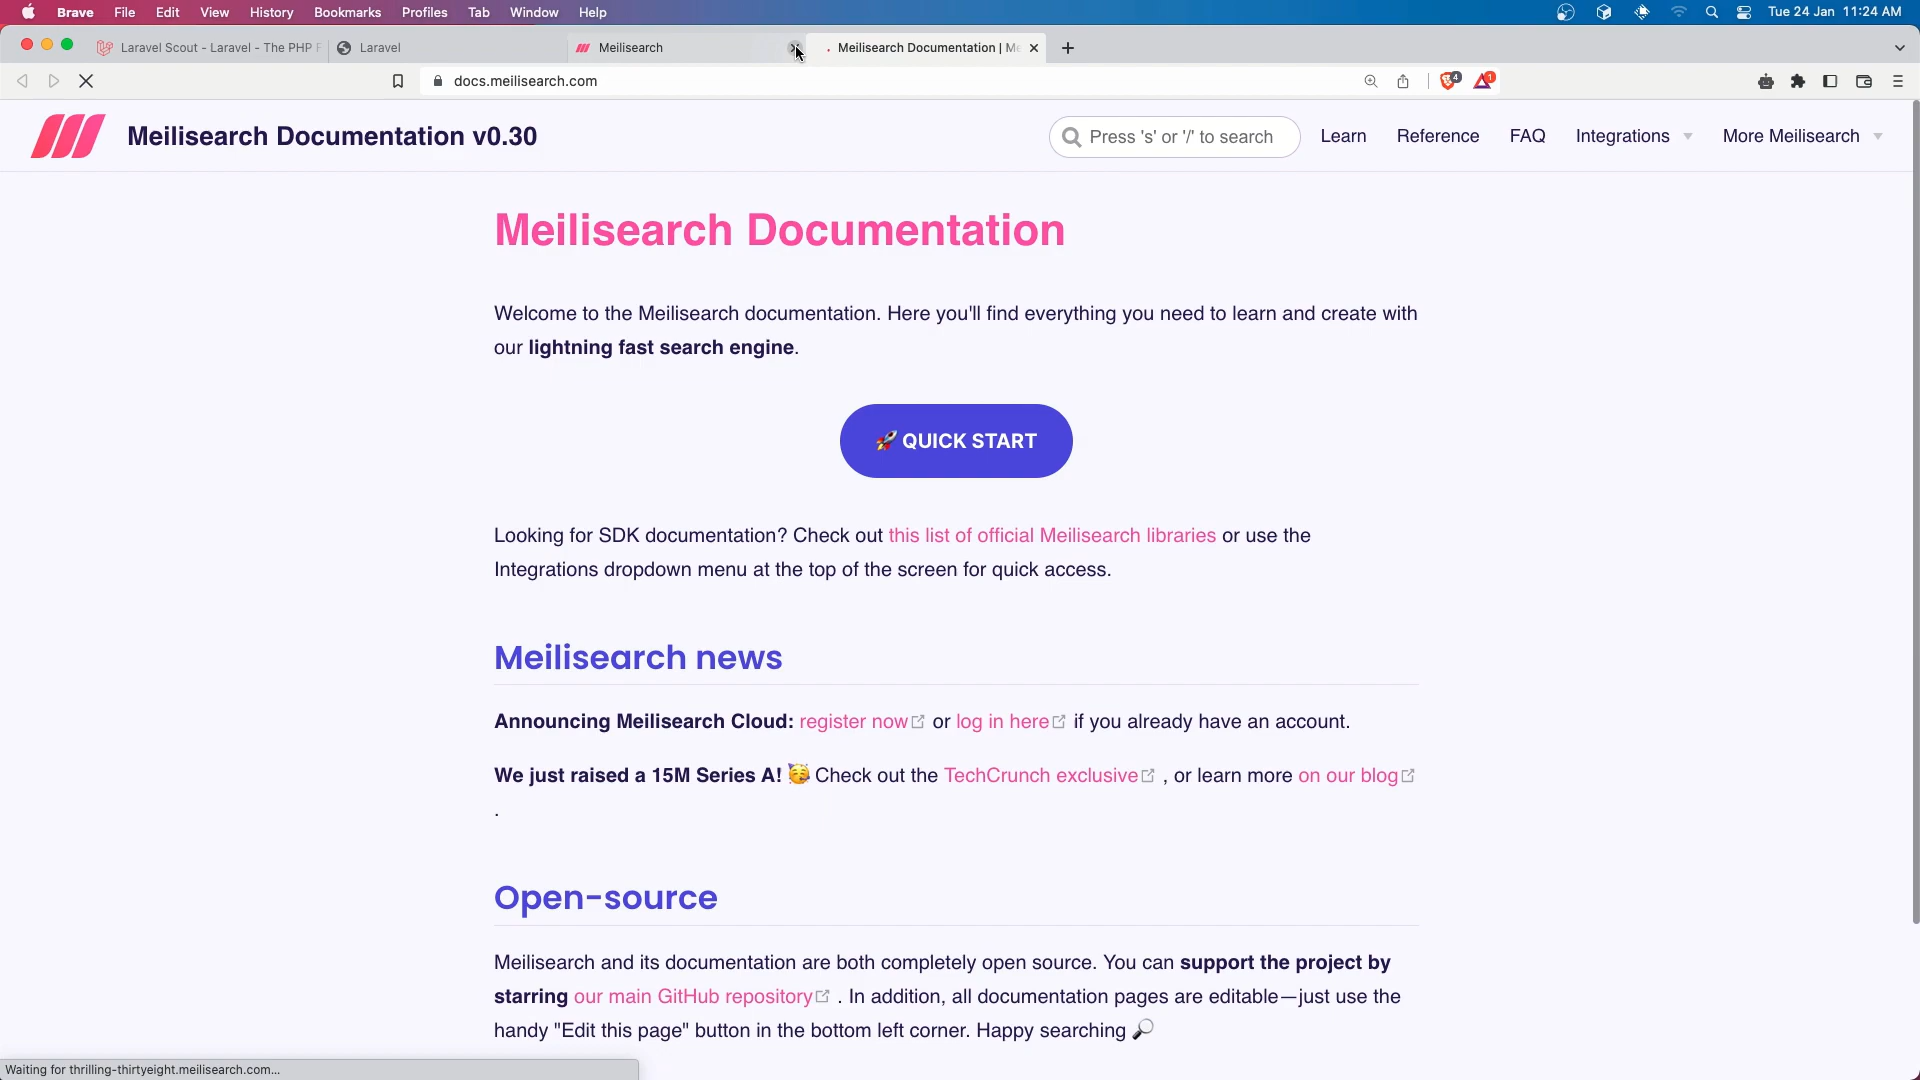 Brave File Edit View History Bookmarks Profiles Tab Window Help Tue 24 Jan 11:24 AM
Laravel Scout - Laravel - The PHP F Laravel Meilisearch Meilisearch Documentation | Me
docs.meilisearch.com 4 1
Meilisearch Documentation v0.30 Press 's' or '/' to search Learn Reference FAQ Integrations More Meilisearch
Meilisearch Documentation
Welcome to the Meilisearch documentation. Here you'll find everything you need to learn and create with
our lightning fast search engine.
🚀 QUICK START
Looking for SDK documentation? Check out this list of official Meilisearch libraries or use the
Integrations dropdown menu at the top of the screen for quick access.
Meilisearch news
Announcing Meilisearch Cloud: register now or log in here if you already have an account.
We just raised a 15M Series A! 🥳 Check out the TechCrunch exclusive , or learn more on our blog
.
Open-source
Meilisearch and its documentation are both completely open source. You can support the project by
starring our main GitHub repository . In addition, all documentation pages are editable—just use the
handy "Edit this page" button in the bottom left corner. Happy searching 🔎
Waiting for thrilling-thirtyeight.meilisearch.com...